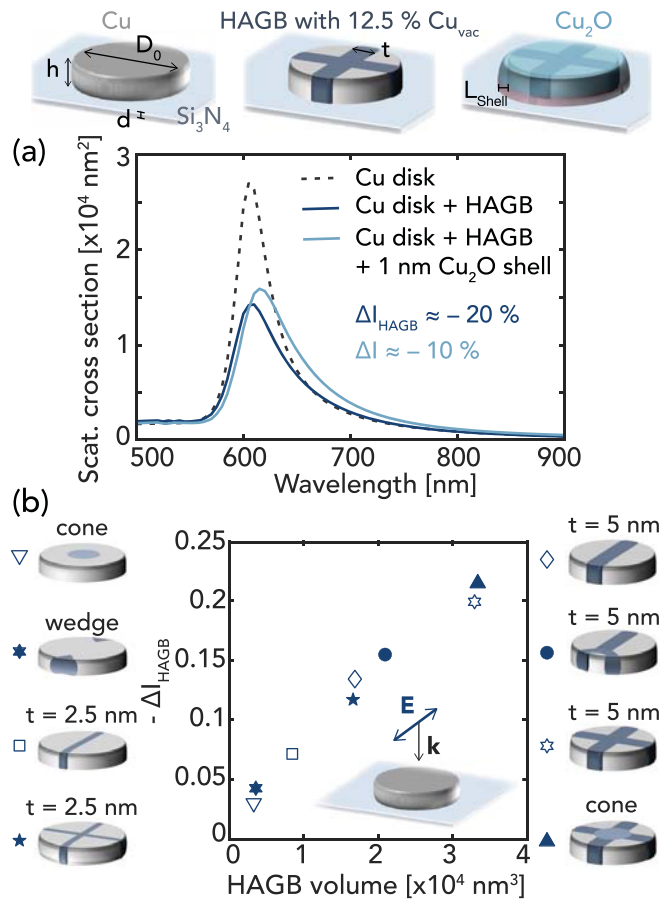 Cu
HAGB with 12.5 % Cu_vac
Cu₂O
D₀
h
t
L_Shell
d
Si₃N₄
(a)
Scat. cross section [x10⁴ nm²]
3
2
1
0
Cu disk
Cu disk + HAGB
Cu disk + HAGB
+ 1 nm Cu₂O shell
ΔI_HAGB ≈ – 20 %
ΔI ≈ – 10 %
500
600
700
800
900
Wavelength [nm]
(b)
cone
wedge
t = 2.5 nm
t = 2.5 nm
- ΔI_HAGB
0.25
0.2
0.15
0.1
0.05
0
E
k
0
1
2
3
4
HAGB volume [x10⁴ nm³]
t = 5 nm
t = 5 nm
t = 5 nm
cone